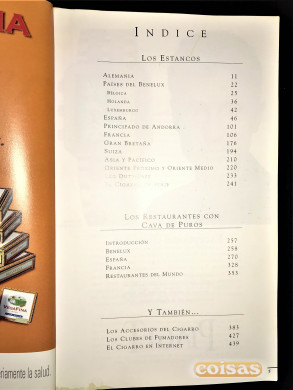 INDICE
LOS ESTANCOS
ALEMANIA 11
PAÍSES DEL BENELUX 22
BÉLGICA 25
HOLANDA 36
LUXEMBURGO 42
ESPAÑA 46
PRINCIPADO DE ANDORRA 101
FRANCIA 106
GRAN BRETAÑA 176
SUIZA 194
ASIA Y PACÍFICO 210
ORIENTE PRÓXIMO Y ORIENTE MEDIO 220
233
241
LOS RESTAURANTES CON
CAVA DE PUROS
INTRODUCCIÓN 257
BENELUX 258
ESPAÑA 270
FRANCIA 328
RESTAURANTES DEL MUNDO 353
Y TAMBIÉN...
LOS ACCESORIOS DEL CIGARRO 383
LOS CLUBES DE FUMADORES 427
EL CIGARRO EN INTERNET 439
la salud.
coisas